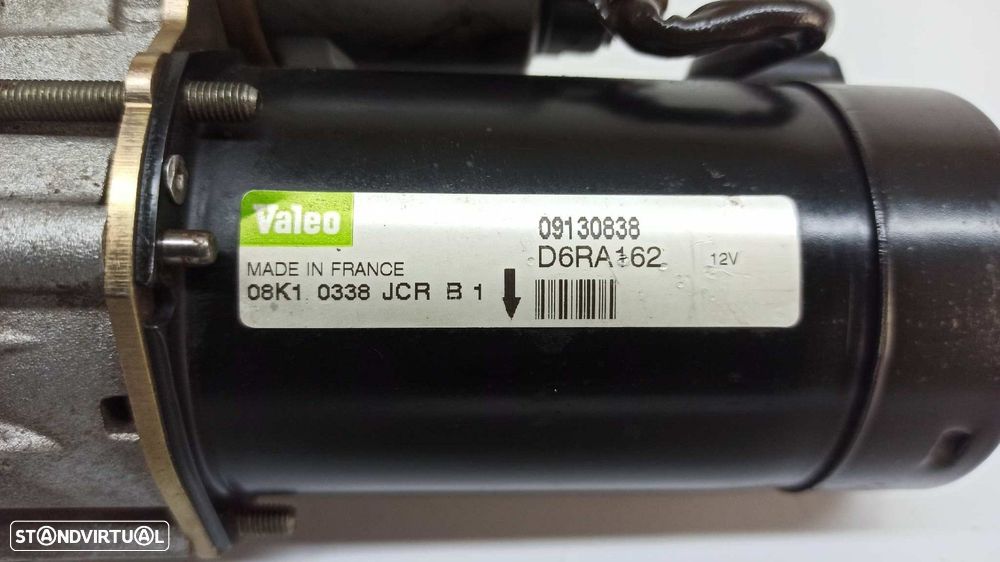 Valeo
MADE IN FRANCE
08K1 0338 JCR B 1
09130838
D6RA162
12V
STANDVIRTUAL